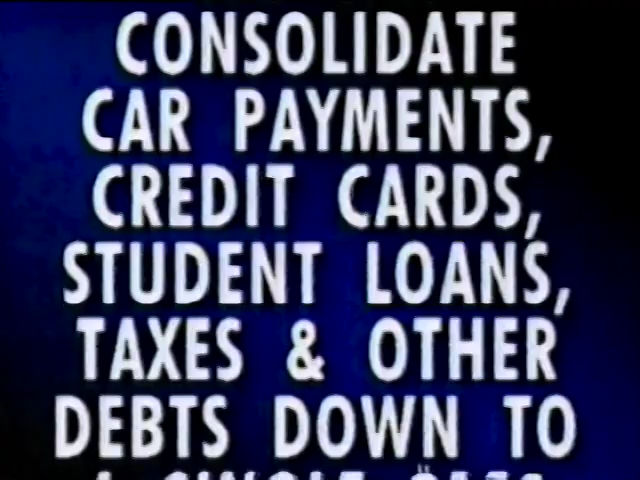 CONSOLIDATE
CAR PAYMENTS,
CREDIT CARDS,
STUDENT LOANS,
TAXES & OTHER
DEBTS DOWN TO